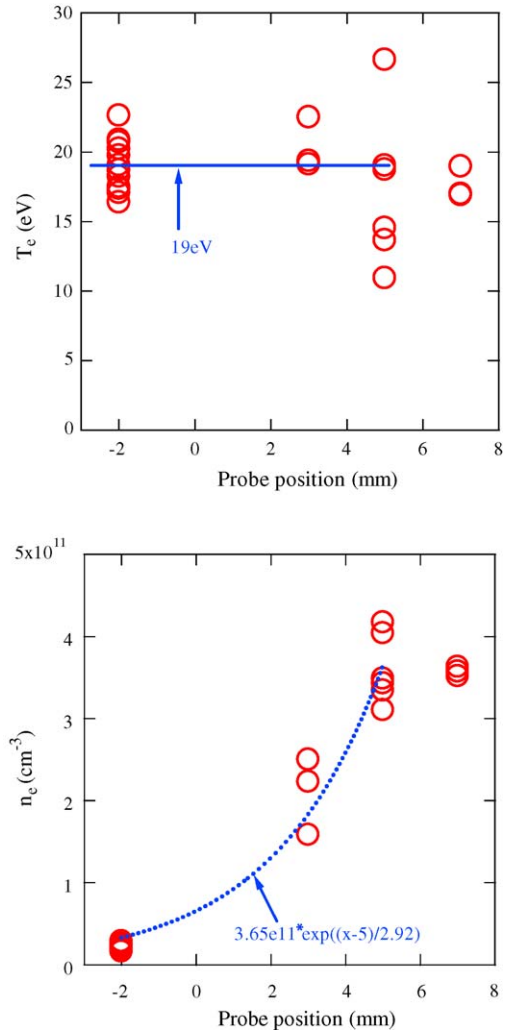 30
25
20
15
10
5
0
T_e (eV)
19eV
-2 0 2 4 6 8
Probe position (mm)
5x10^11
4
3
2
1
0
n_e (cm^-3)
3.65e11*exp((x-5)/2.92)
-2 0 2 4 6 8
Probe position (mm)